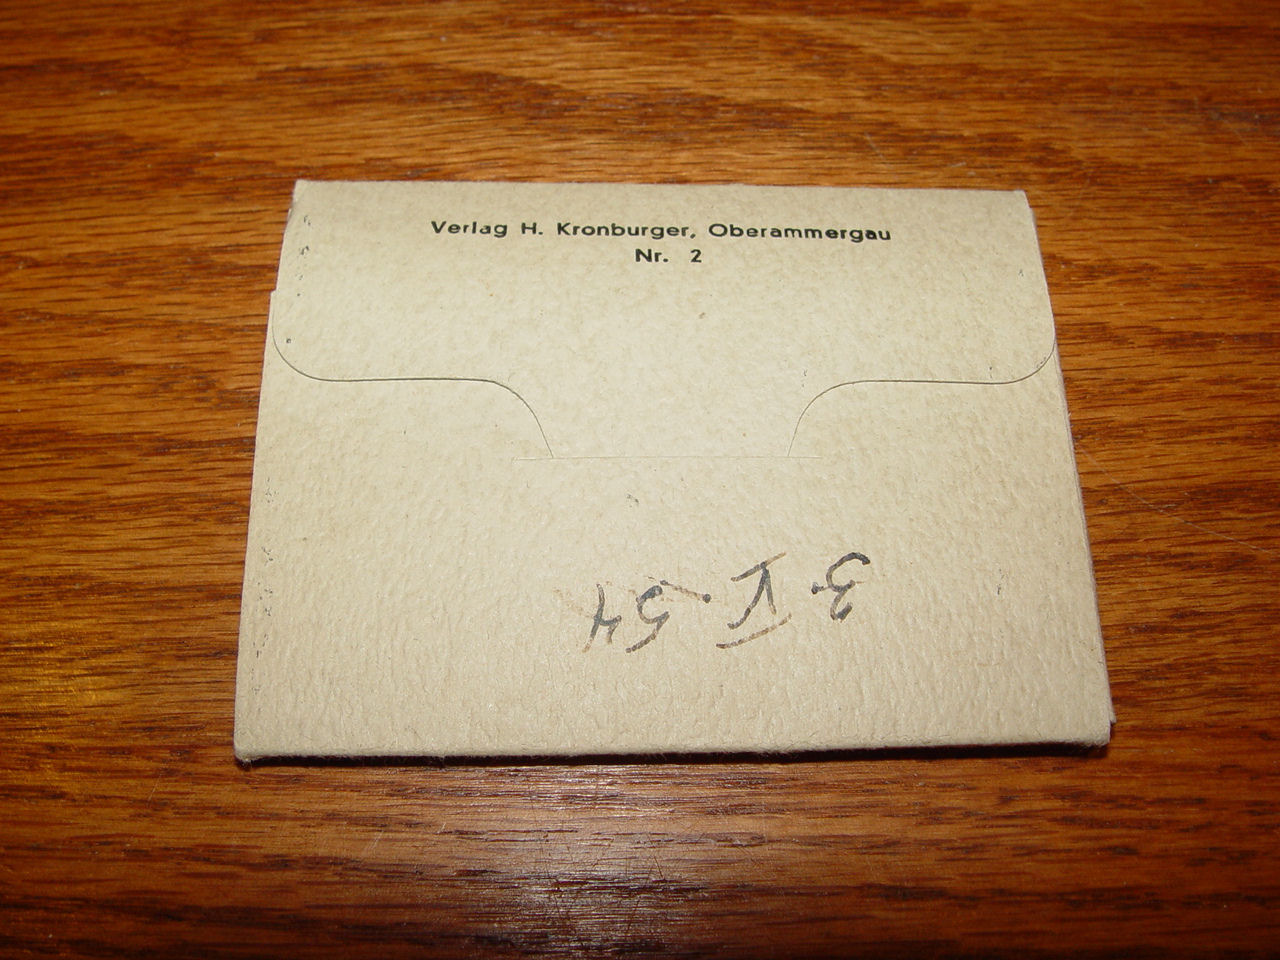 Verlag H. Kronburger, Oberammergau
Nr. 2
3. V. 54